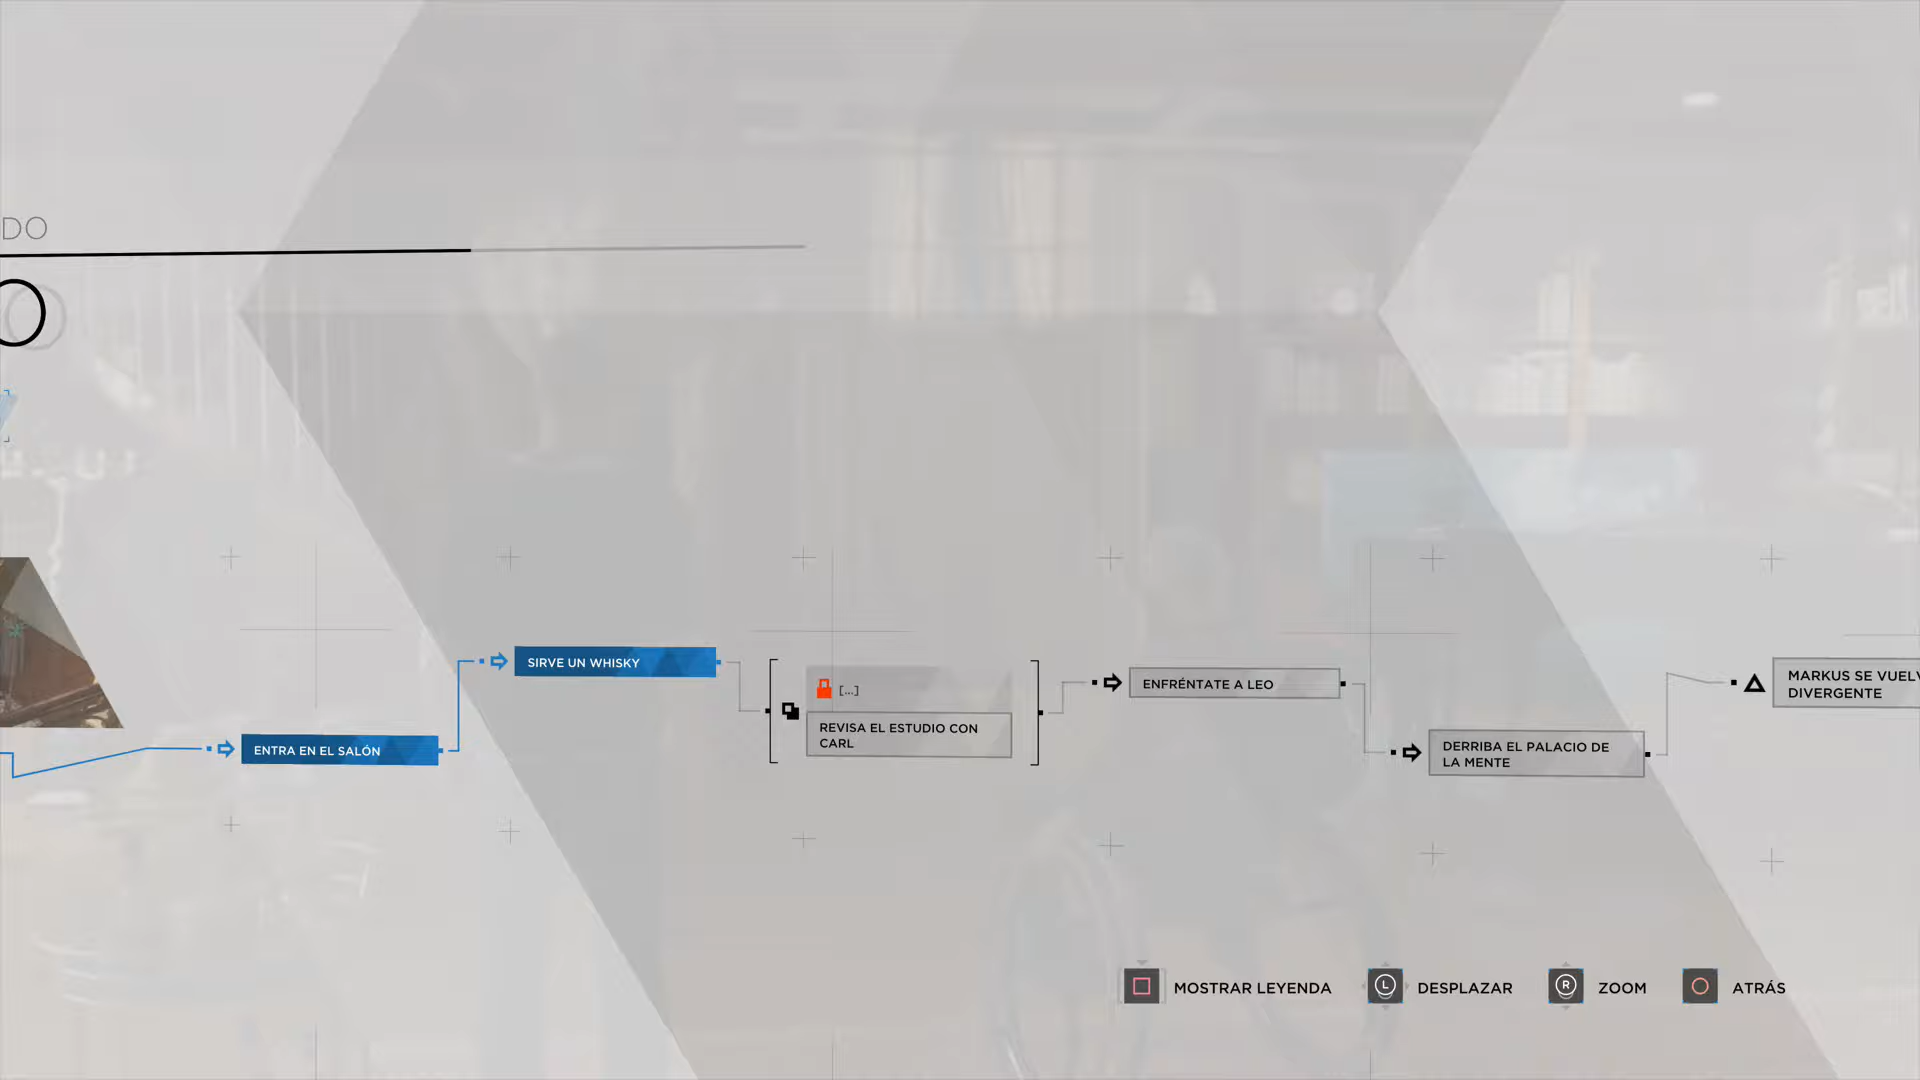 DO
O
SIRVE UN WHISKY
ENTRA EN EL SALÓN
[...]
REVISA EL ESTUDIO CON
CARL
ENFRÉNTATE A LEO
DERRIBA EL PALACIO DE
LA MENTE
MARKUS SE VUELV
DIVERGENTE
MOSTRAR LEYENDA
L DESPLAZAR
R ZOOM
ATRÁS